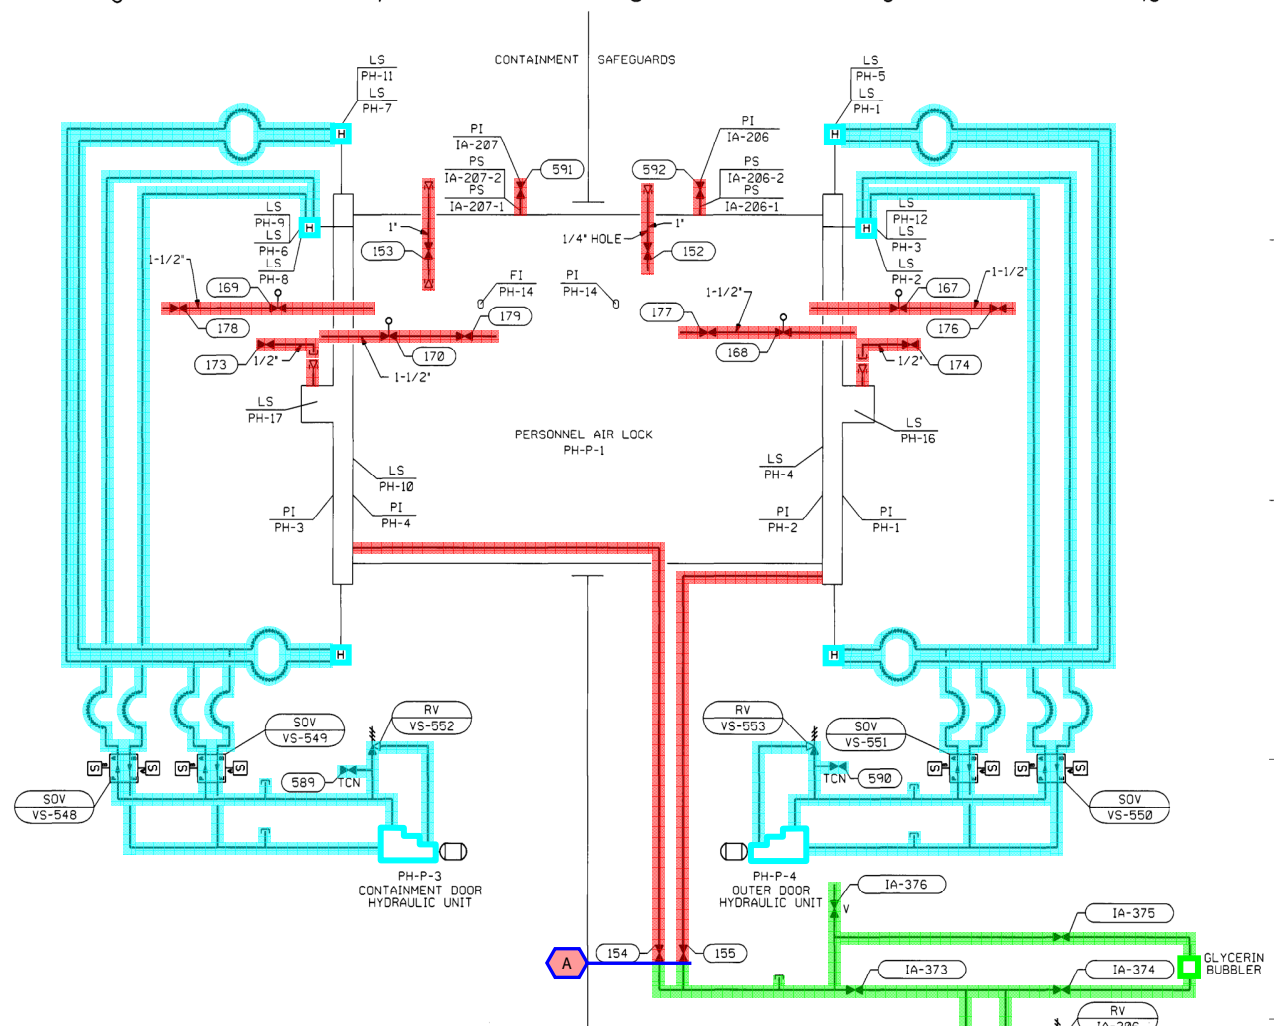 CONTAINMENT SAFEGUARDS
LS
PH-11
LS
PH-7
LS
PH-5
LS
PH-1
H
H
PI
IA-207
PS
IA-207-2
PS
IA-207-1
591
592
PI
IA-206
PS
IA-206-2
PS
IA-206-1
LS
PH-9
LS
PH-6
LS
PH-8
H
H
LS
PH-12
LS
PH-3
LS
PH-2
1"
153
1"
1/4" HOLE
152
1-1/2"
169
178
FI
PH-14
PI
PH-14
1-1/2"
167
1-1/2"
176
179
177
173
1/2"
170
1-1/2"
168
1/2"
174
LS
PH-17
LS
PH-16
PERSONNEL AIR LOCK
PH-P-1
LS
PH-10
LS
PH-4
PI
PH-3
PI
PH-4
PI
PH-2
PI
PH-1
H
H
RV
VS-552
SOV
VS-549
RV
VS-553
SOV
VS-551
S
S
S
S
S
S
S
S
589
TCN
TCN
590
SOV
VS-548
SOV
VS-550
PH-P-3
CONTAINMENT DOOR
HYDRAULIC UNIT
PH-P-4
OUTER DOOR
HYDRAULIC UNIT
IA-376
V
IA-375
154
155
A
IA-373
IA-374
GLYCERIN
BUBBLER
RV
IA-206